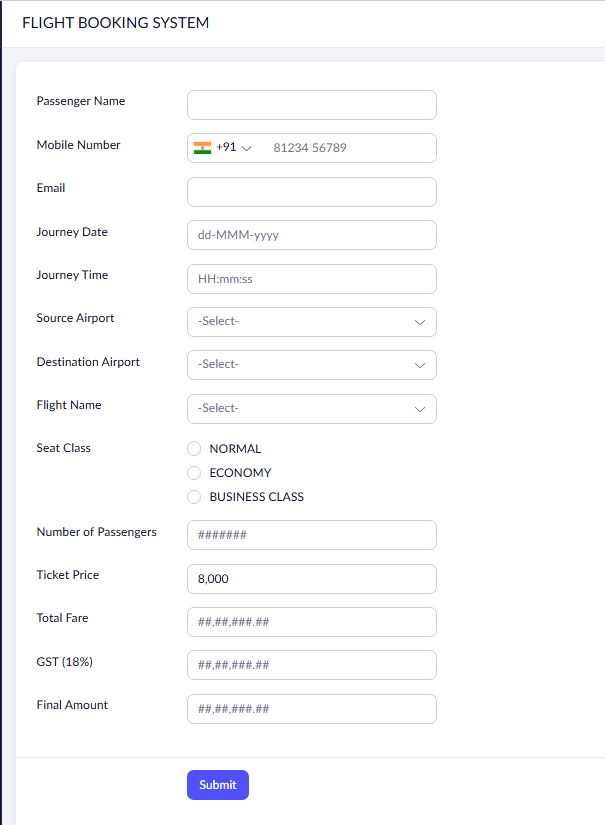 FLIGHT BOOKING SYSTEM
Passenger Name
Mobile Number +91 81234 56789
Email
Journey Date dd-MMM-yyyy
Journey Time HH:mm:ss
Source Airport -Select-
Destination Airport -Select-
Flight Name -Select-
Seat Class NORMAL
ECONOMY
BUSINESS CLASS
Number of Passengers #######
Ticket Price 8,000
Total Fare ##,##,###.##
GST (18%) ##,##,###.##
Final Amount ##,##,###.##
Submit